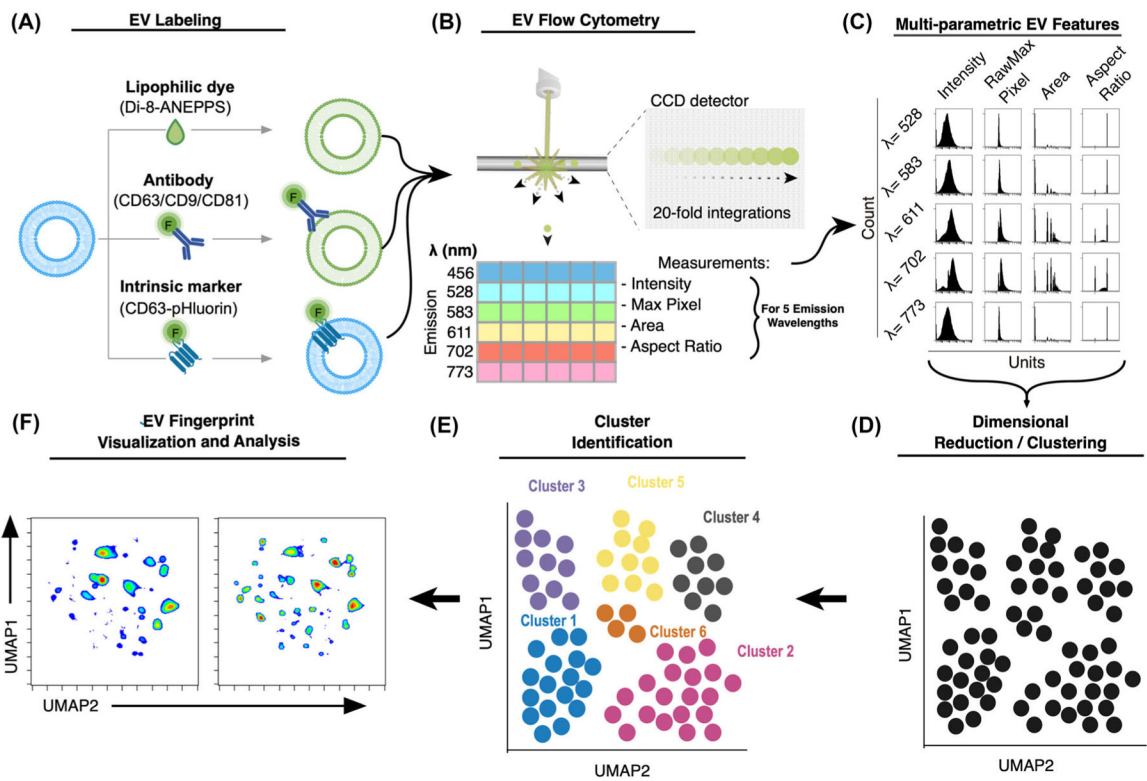 (A)
EV Labeling
Lipophilic dye
(Di-8-ANEPPS)
Antibody
(CD63/CD9/CD81)
F
F
Intrinsic marker
(CD63-pHluorin)
F
F
(B)
EV Flow Cytometry
CCD detector
20-fold integrations
λ (nm)
Emission
456
528
583
611
702
773
Measurements:
- Intensity
- Max Pixel
- Area
- Aspect Ratio
For 5 Emission
Wavelengths
(C)
Multi-parametric EV Features
Intensity
RawMax
Pixel
Area
Aspect
Ratio
Count
λ= 528
λ= 583
λ= 611
λ= 702
λ= 773
Units
(F)
EV Fingerprint
Visualization and Analysis
UMAP1
UMAP2
(E)
Cluster
Identification
Cluster 3
Cluster 5
Cluster 4
Cluster 1
Cluster 6
Cluster 2
UMAP1
UMAP2
(D)
Dimensional
Reduction / Clustering
UMAP1
UMAP2